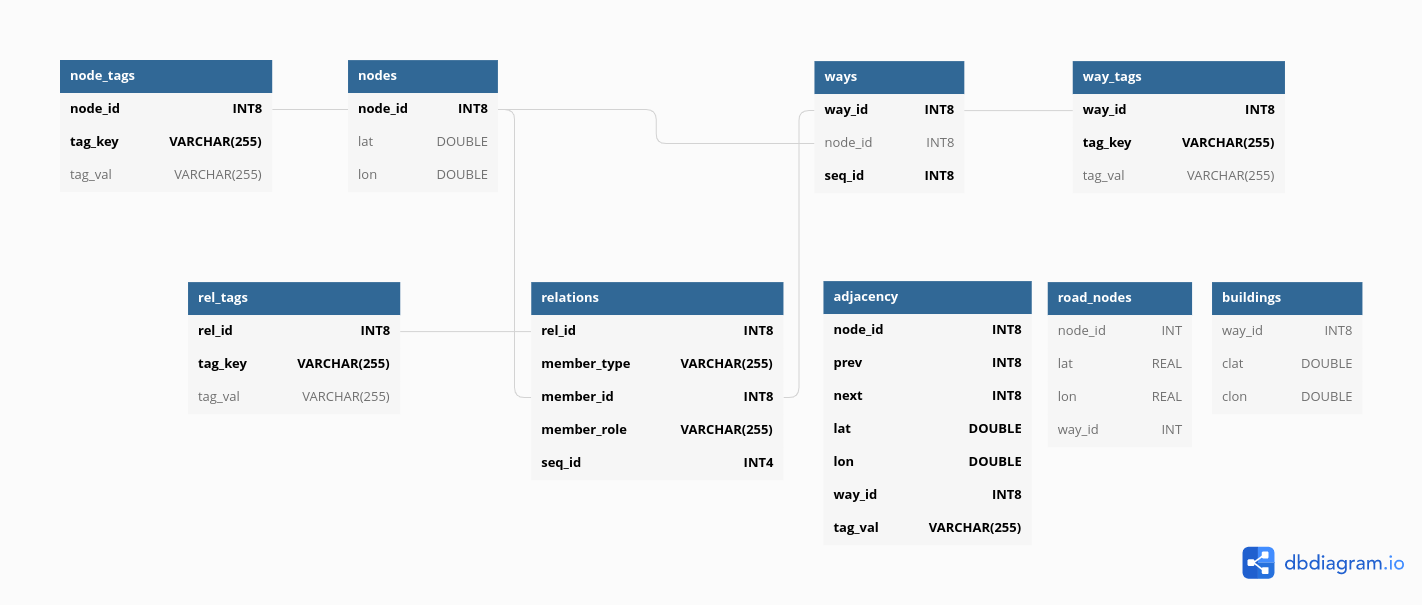 node_tags
node_id INT8
tag_key VARCHAR(255)
tag_val VARCHAR(255)
nodes
node_id INT8
lat DOUBLE
lon DOUBLE
ways
way_id INT8
node_id INT8
seq_id INT8
way_tags
way_id INT8
tag_key VARCHAR(255)
tag_val VARCHAR(255)
rel_tags
rel_id INT8
tag_key VARCHAR(255)
tag_val VARCHAR(255)
relations
rel_id INT8
member_type VARCHAR(255)
member_id INT8
member_role VARCHAR(255)
seq_id INT4
adjacency
node_id INT8
prev INT8
next INT8
lat DOUBLE
lon DOUBLE
way_id INT8
tag_val VARCHAR(255)
road_nodes
node_id INT
lat REAL
lon REAL
way_id INT
buildings
way_id INT8
clat DOUBLE
clon DOUBLE
dbdiagram.io